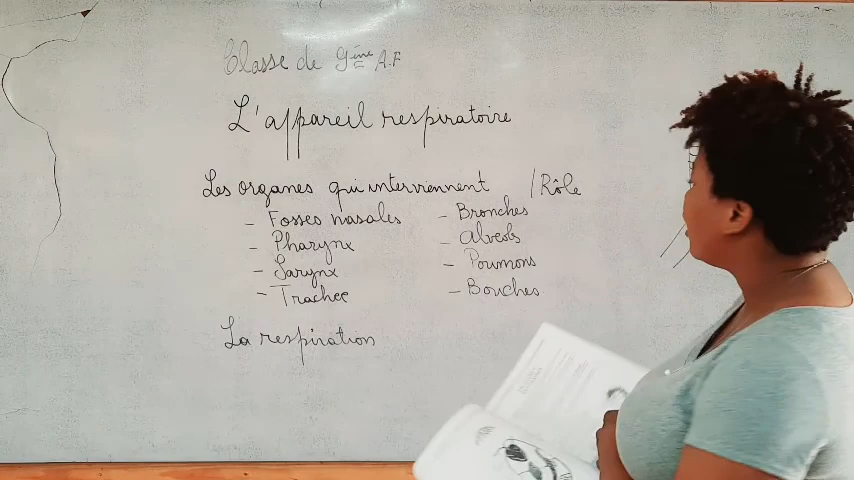 Classe de 9ème A.F
L'appareil respiratoire
Les organes qui interviennent /Rôle
- Fosses nasales - Bronches
- Pharynx - Alveols
- Larynx - Poumons
- Trachee - Bouches
La respiration